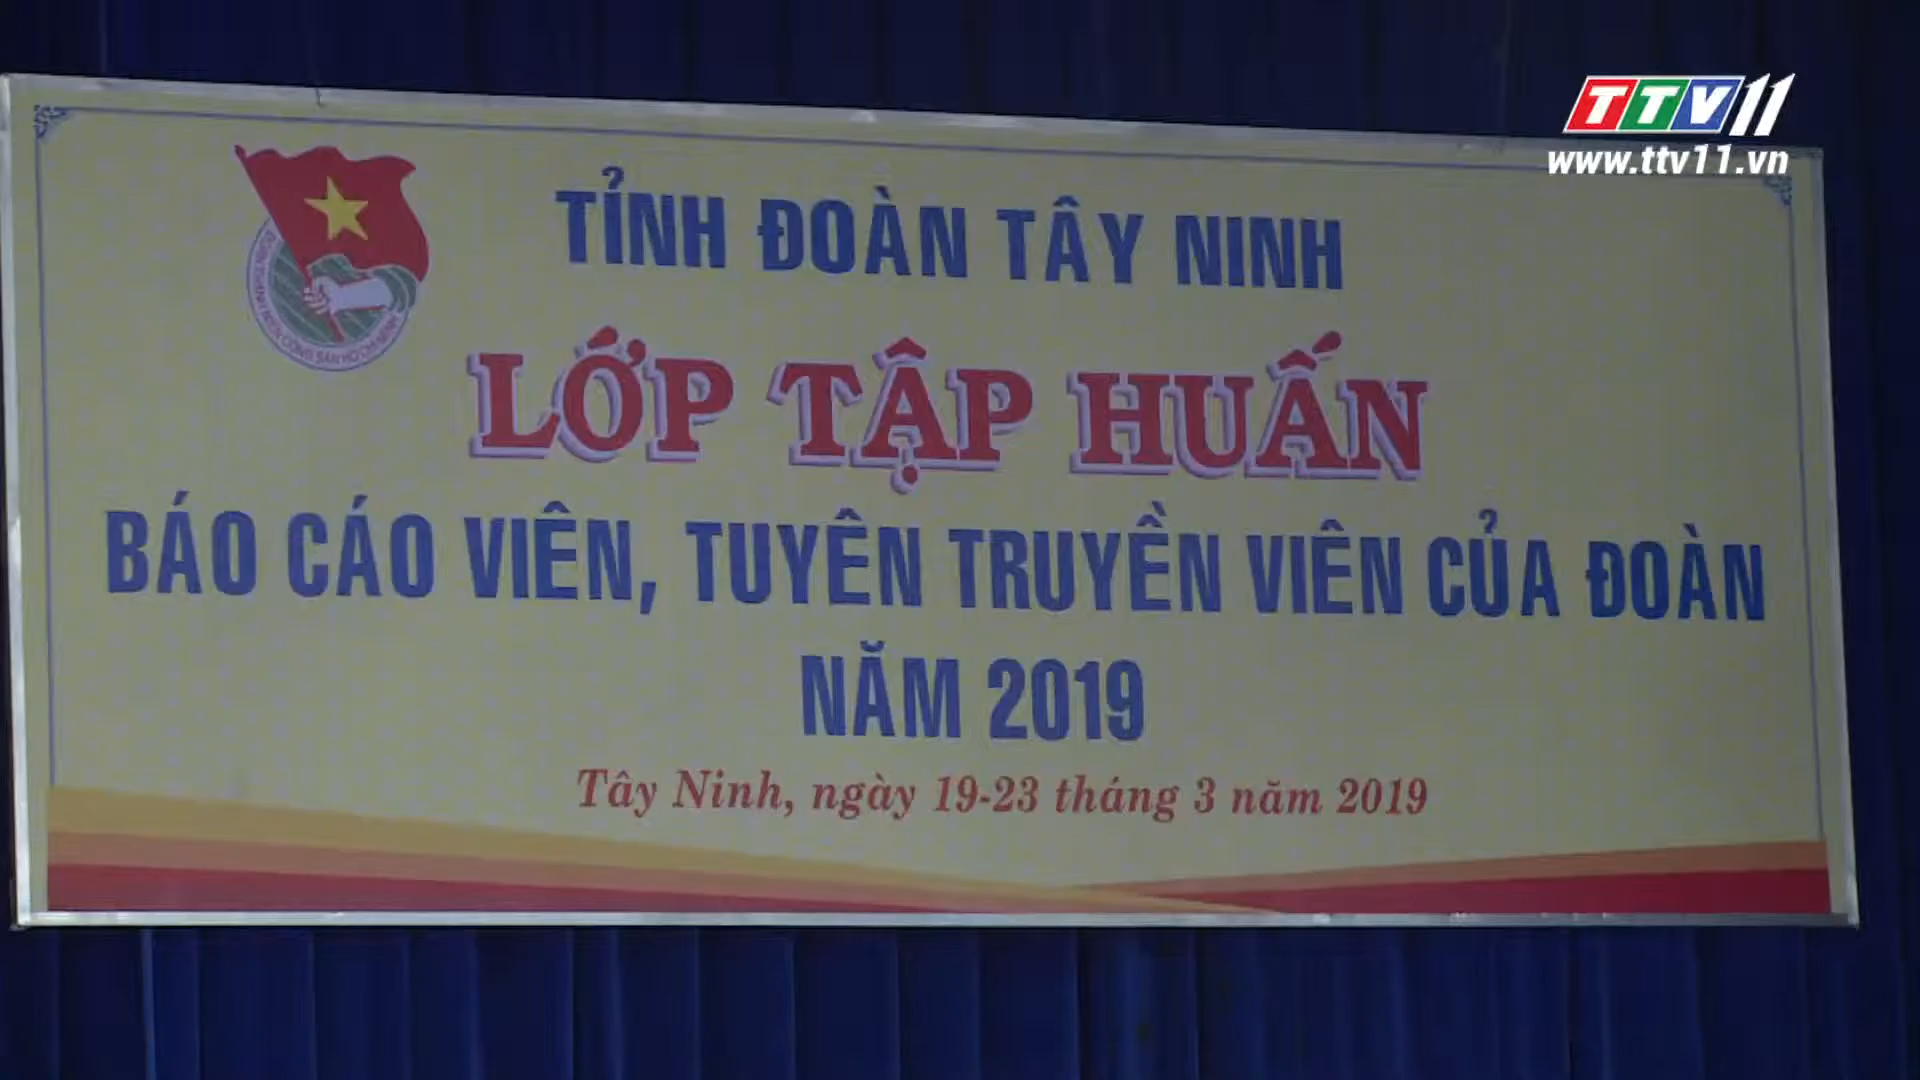 TTV11
www.ttv11.vn
TỈNH ĐOÀN TÂY NINH
LỚP TẬP HUẤN
BÁO CÁO VIÊN, TUYÊN TRUYỀN VIÊN CỦA ĐOÀN
NĂM 2019
Tây Ninh, ngày 19-23 tháng 3 năm 2019